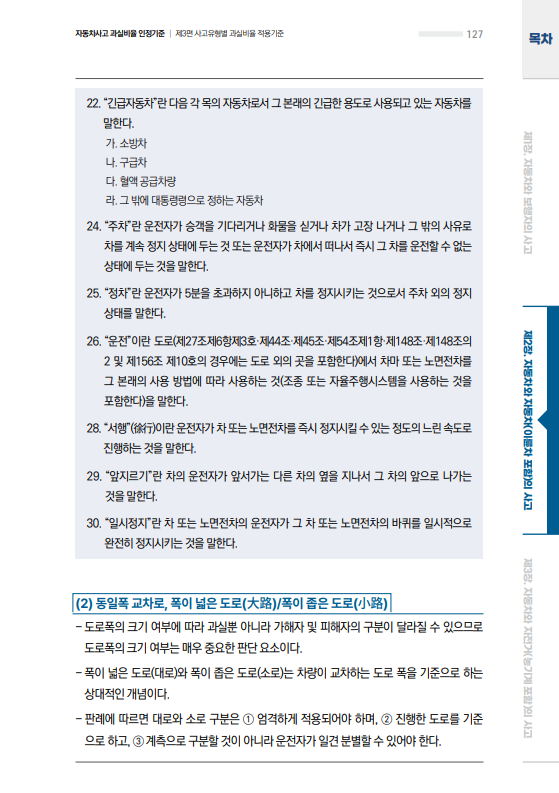 자동차사고 과실비율 인정기준 | 제3편 사고유형별 과실비율 적용기준
127
목차
22. “긴급자동차”란 다음 각 목의 자동차로서 그 본래의 긴급한 용도로 사용되고 있는 자동차를
말한다.
가. 소방차
나. 구급차
다. 혈액 공급차량
라. 그 밖에 대통령령으로 정하는 자동차
24. “주차”란 운전자가 승객을 기다리거나 화물을 싣거나 차가 고장 나거나 그 밖의 사유로
차를 계속 정지 상태에 두는 것 또는 운전자가 차에서 떠나서 즉시 그 차를 운전할 수 없는
상태에 두는 것을 말한다.
25. “정차”란 운전자가 5분을 초과하지 아니하고 차를 정지시키는 것으로서 주차 외의 정지
상태를 말한다.
26. “운전”이란 도로(제27조제6항제3호·제44조·제45조·제54조제1항·제148조·제148조의
2 및 제156조 제10호의 경우에는 도로 외의 곳을 포함한다)에서 차마 또는 노면전차를
그 본래의 사용 방법에 따라 사용하는 것(조종 또는 자율주행시스템을 사용하는 것을
포함한다)을 말한다.
28. “서행”(徐行)이란 운전자가 차 또는 노면전차를 즉시 정지시킬 수 있는 정도의 느린 속도로
진행하는 것을 말한다.
29. “앞지르기”란 차의 운전자가 앞서가는 다른 차의 옆을 지나서 그 차의 앞으로 나가는
것을 말한다.
30. “일시정지”란 차 또는 노면전차의 운전자가 그 차 또는 노면전차의 바퀴를 일시적으로
완전히 정지시키는 것을 말한다.
(2) 동일폭 교차로, 폭이 넓은 도로(大路)/폭이 좁은 도로(小路)
– 도로폭의 크기 여부에 따라 과실뿐 아니라 가해자 및 피해자의 구분이 달라질 수 있으므로
도로폭의 크기 여부는 매우 중요한 판단 요소이다.
– 폭이 넓은 도로(대로)와 폭이 좁은 도로(소로)는 차량이 교차하는 도로 폭을 기준으로 하는
상대적인 개념이다.
– 판례에 따르면 대로와 소로 구분은 ① 엄격하게 적용되어야 하며, ② 진행한 도로를 기준
으로 하고, ③ 계측으로 구분할 것이 아니라 운전자가 일견 분별할 수 있어야 한다.
제1장. 자동차와 보행자의 사고
제2장. 자동차와 자동차(이륜차 포함)의 사고
제3장. 자동차와 자전거(농기계 포함)의 사고